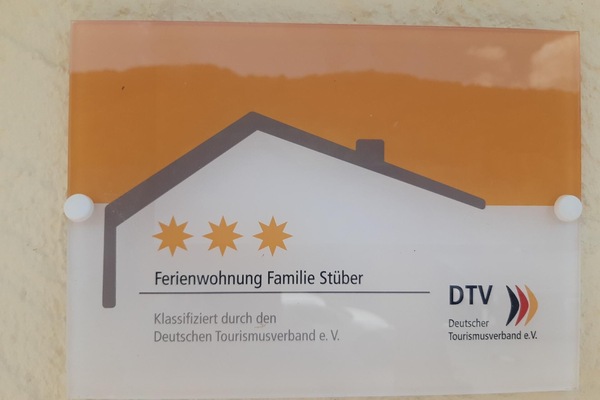 Ferienwohnung Familie Stüber
Klassifiziert durch den
Deutschen Tourismusverband e. V.
DTV
Deutscher
Tourismusverband e.V.